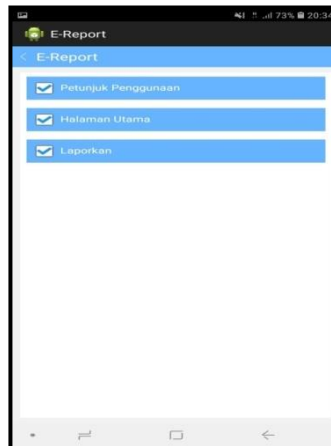 73% 20:34
E-Report
< E-Report
Petunjuk Penggunaan
Halaman Utama
Laporkan